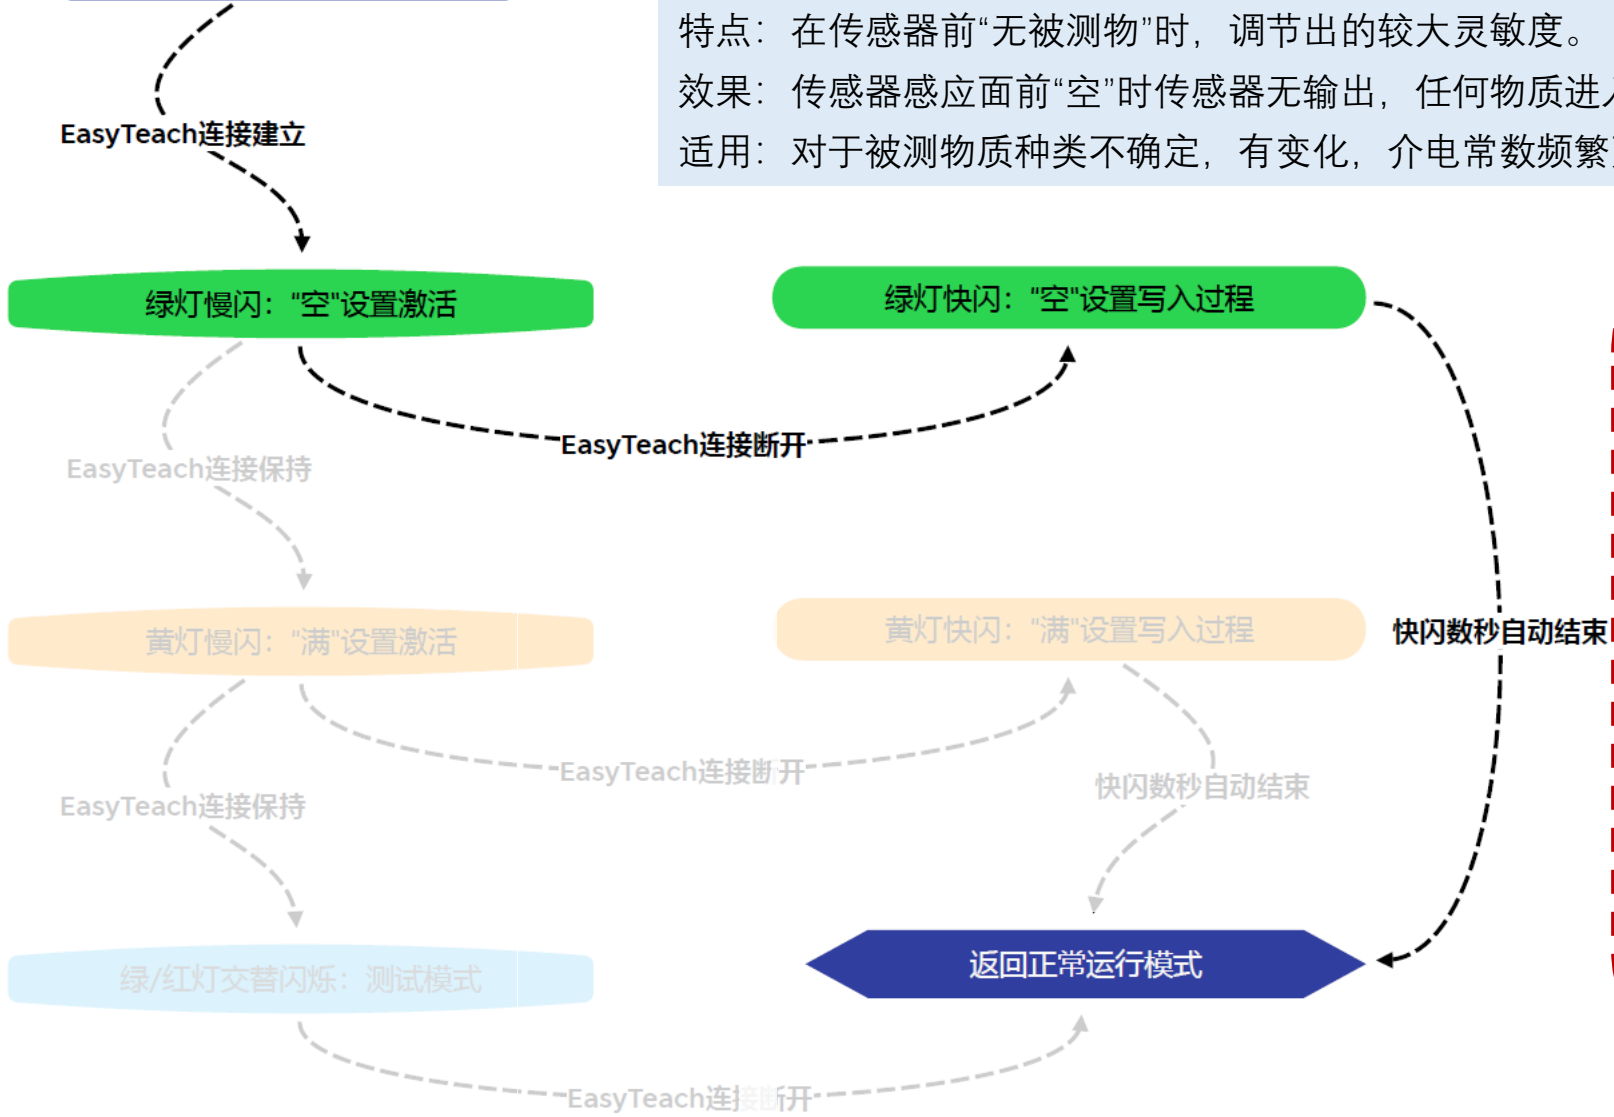 特点：在传感器前“无被测物”时，调节出的较大灵敏度。
效果：传感器感应面前“空”时传感器无输出，任何物质进
适用：对于被测物质种类不确定，有变化，介电常数频繁
EasyTeach连接建立
绿灯慢闪："空"设置激活
绿灯快闪："空"设置写入过程
EasyTeach连接断开
EasyTeach连接保持
黄灯慢闪："满"设置激活
黄灯快闪："满"设置写入过程
快闪数秒自动结束
EasyTeach连接断开
快闪数秒自动结束
EasyTeach连接保持
绿/红灯交替闪烁：测试模式
返回正常运行模式
EasyTeach连接断开